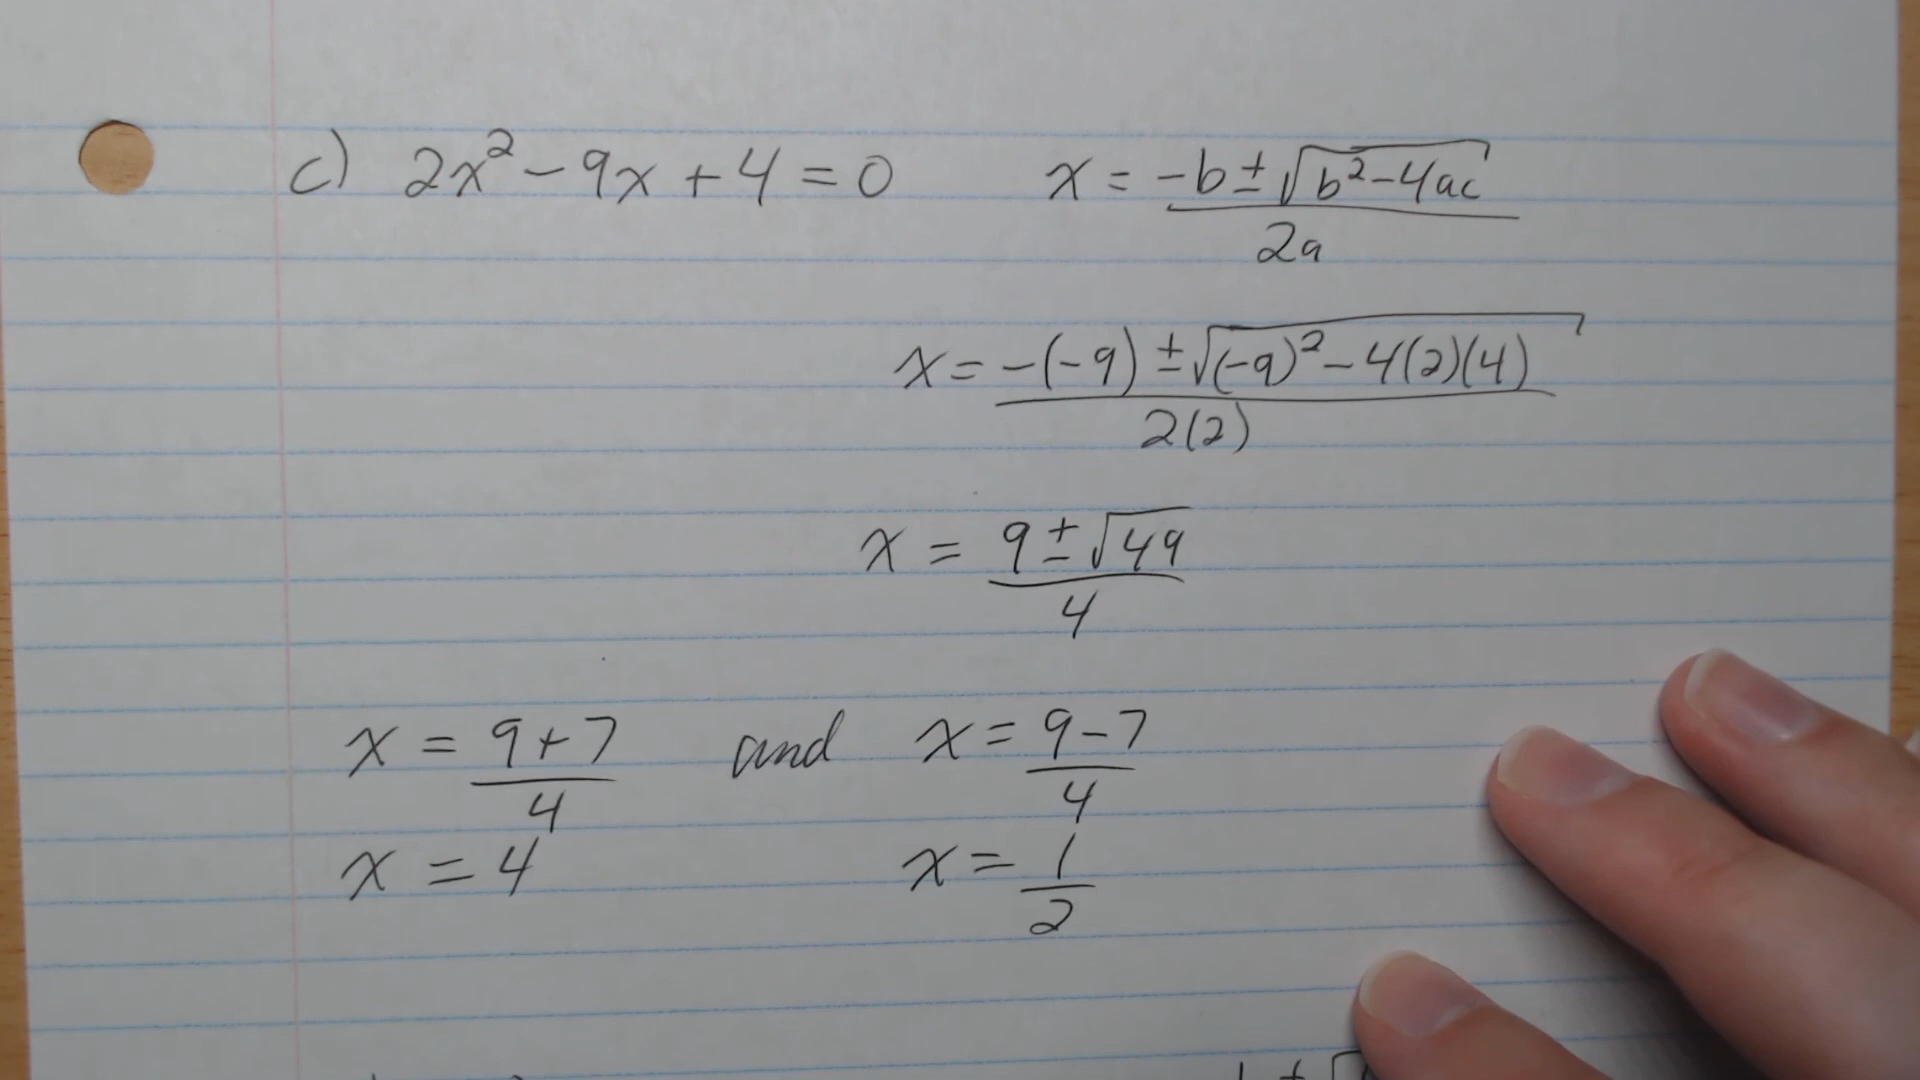 c) 2x² - 9x + 4 = 0 x = -b ± √(b² - 4ac) / 2a
x = -(-9) ± √((-9)² - 4(2)(4)) / 2(2)
x = 9 ± √49 / 4
x = 9 + 7 / 4 and x = 9 - 7 / 4
x = 4 x = 1 / 2